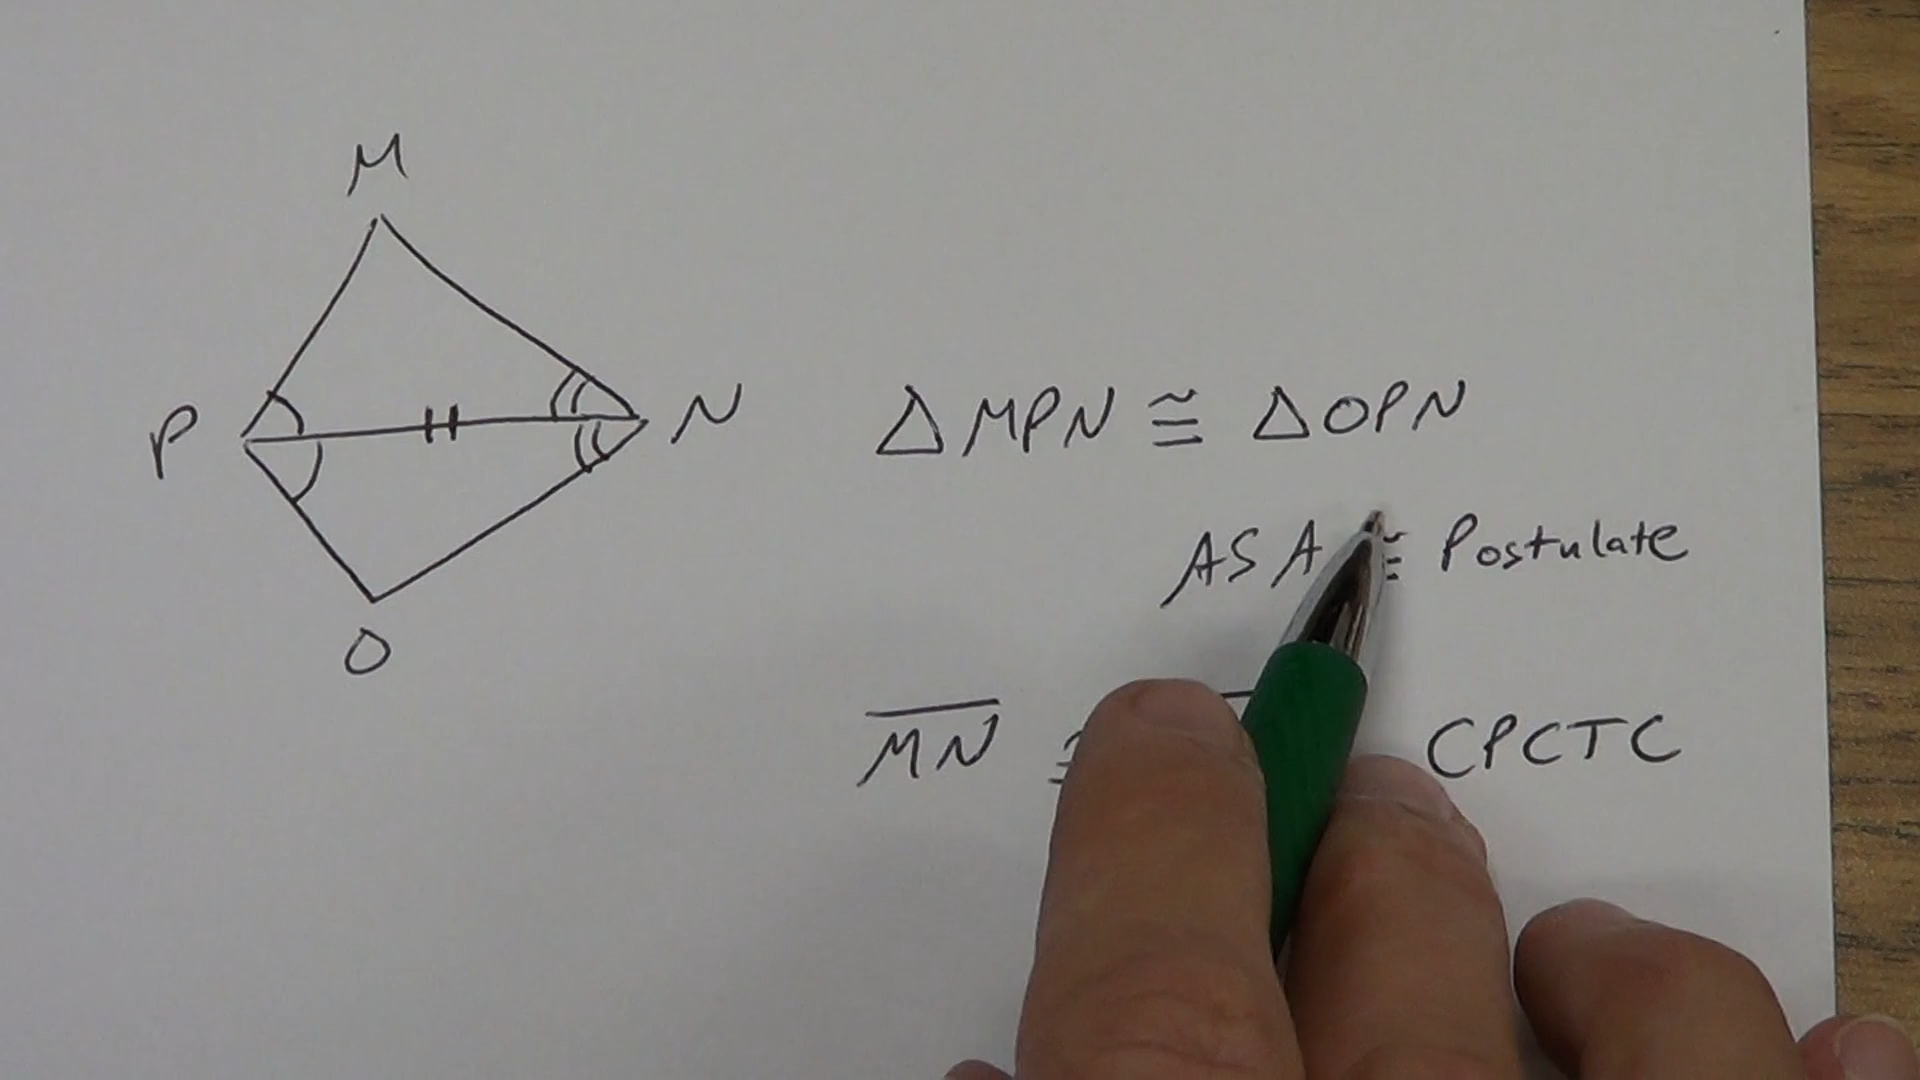 M
P
N
O
△MPN ≅ △OPN
ASA ≅ Postulate
MN ≅ CPCTC